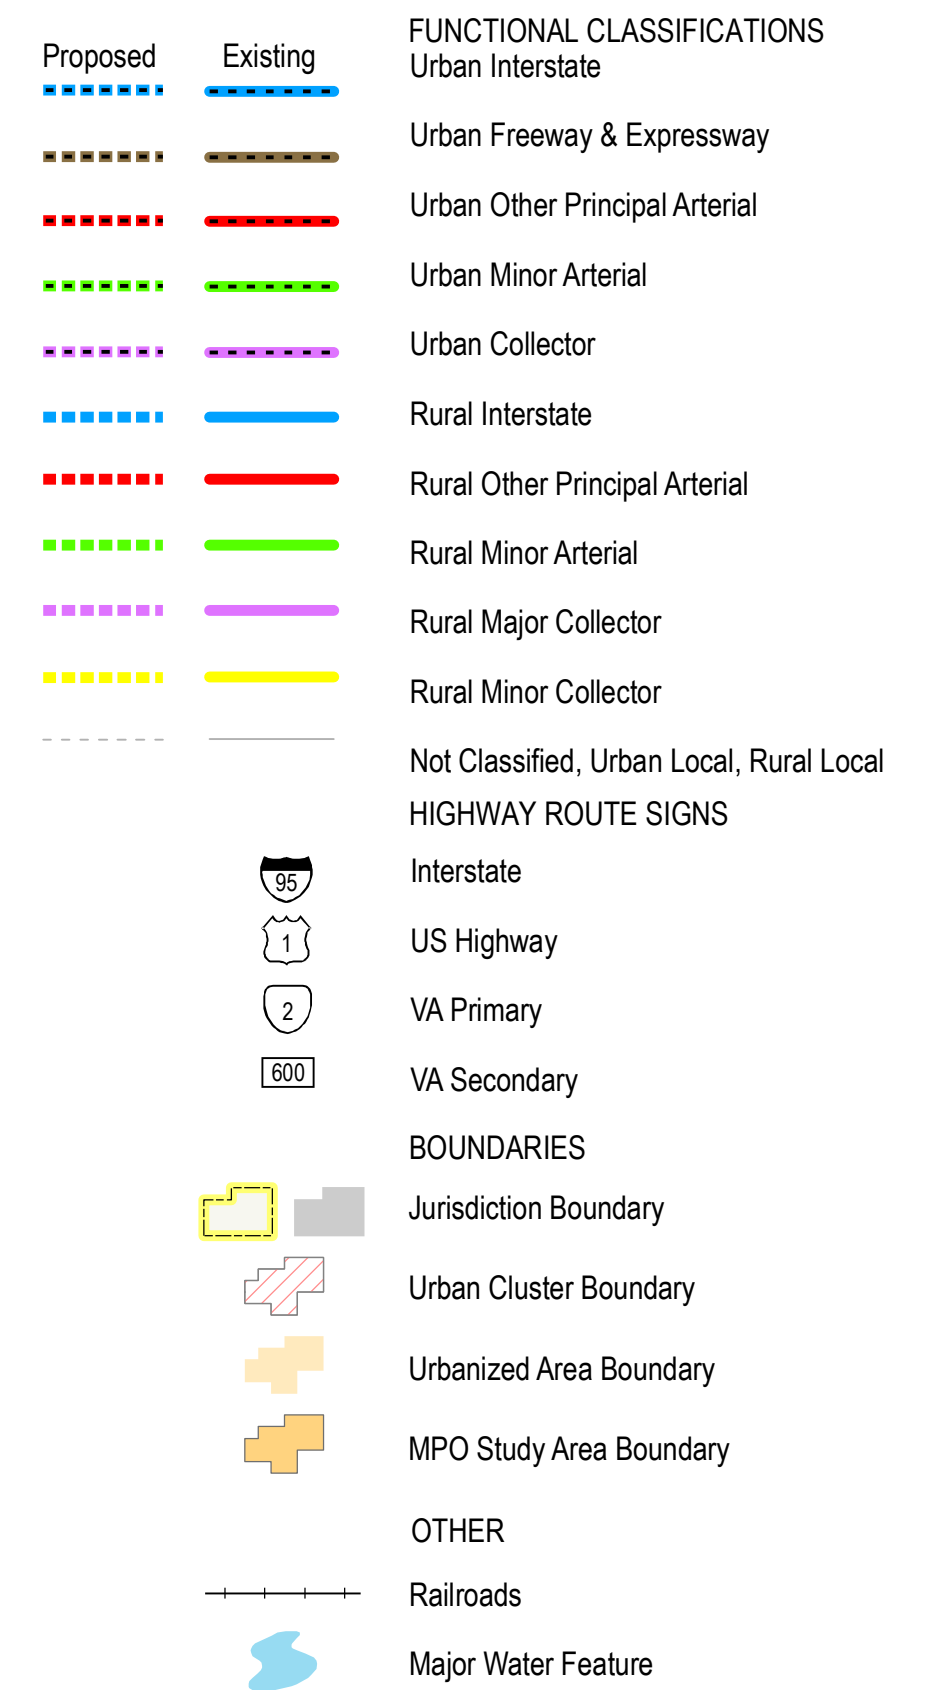 FUNCTIONAL CLASSIFICATIONS
Proposed Existing Urban Interstate
Urban Freeway & Expressway
Urban Other Principal Arterial
Urban Minor Arterial
Urban Collector
Rural Interstate
Rural Other Principal Arterial
Rural Minor Arterial
Rural Major Collector
Rural Minor Collector
Not Classified, Urban Local, Rural Local
HIGHWAY ROUTE SIGNS
95 Interstate
1 US Highway
2 VA Primary
600 VA Secondary
BOUNDARIES
Jurisdiction Boundary
Urban Cluster Boundary
Urbanized Area Boundary
MPO Study Area Boundary
OTHER
Railroads
Major Water Feature